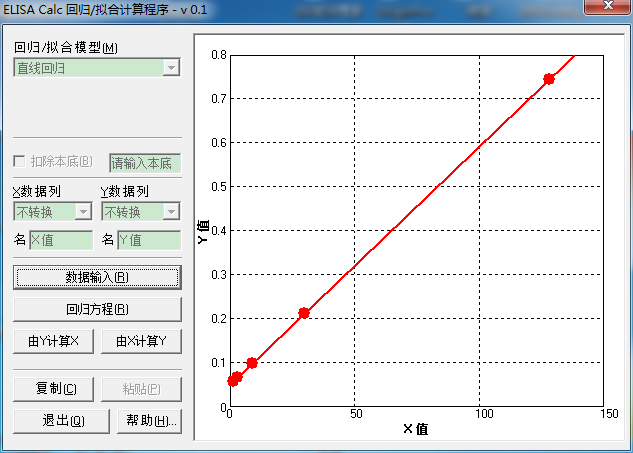 ELISA Calc 回归/拟合计算程序 - v 0.1
回归/拟合模型(M)
直线回归
扣除本底(B)
请输入本底
X数据列
Y数据列
不转换
不转换
名
X值
名
Y值
数据输入(R)
回归方程(R)
由Y计算X
由X计算Y
复制(C)
粘贴(P)
退出(Q)
帮助(H)...
0.8
0.7
0.6
0.5
0.4
0.3
0.2
0.1
0
Y 值
0
50
100
150
X 值